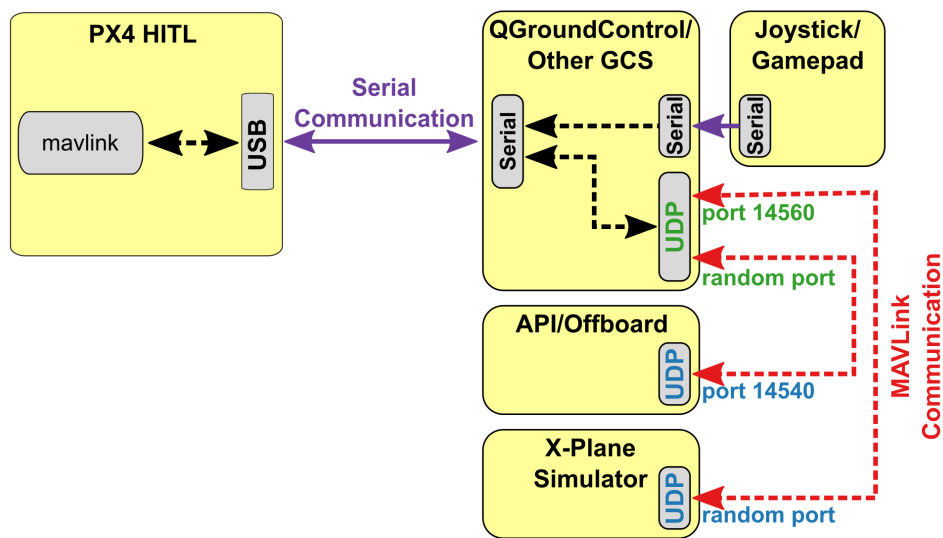 PX4 HITL
mavlink
USB
Serial
Communication
QGroundControl/
Other GCS
Serial
Serial
UDP
Joystick/
Gamepad
Serial
port 14560
random port
API/Offboard
UDP
port 14540
X-Plane
Simulator
UDP
random port
MAVLink
Communication